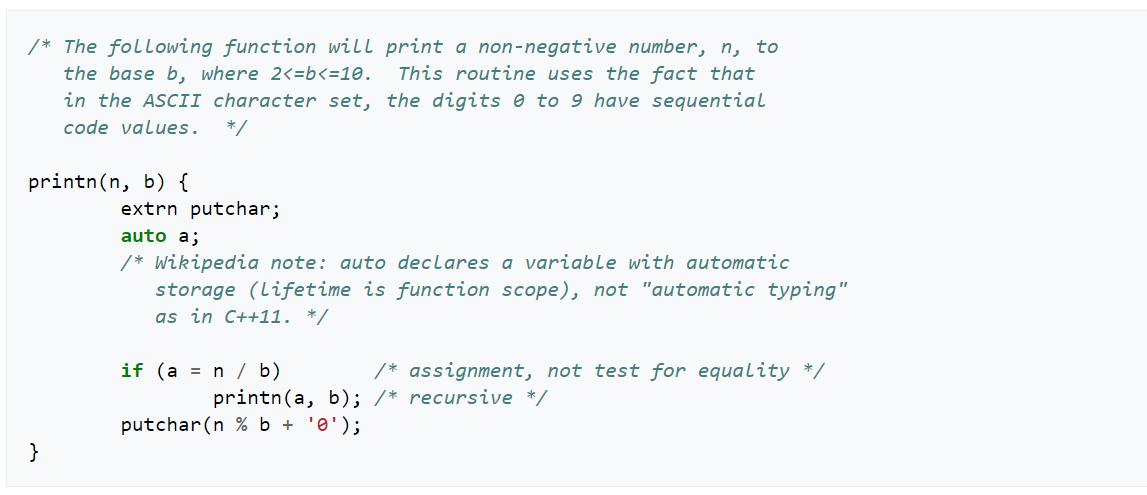 /* The following function will print a non-negative number, n, to
   the base b, where 2<=b<=10.  This routine uses the fact that
   in the ASCII character set, the digits 0 to 9 have sequential
   code values.  */

printn(n, b) {
        extrn putchar;
        auto a;
        /* Wikipedia note: auto declares a variable with automatic
           storage (lifetime is function scope), not "automatic typing"
           as in C++11. */

        if (a = n / b)        /* assignment, not test for equality */
                printn(a, b); /* recursive */
        putchar(n % b + '0');
}